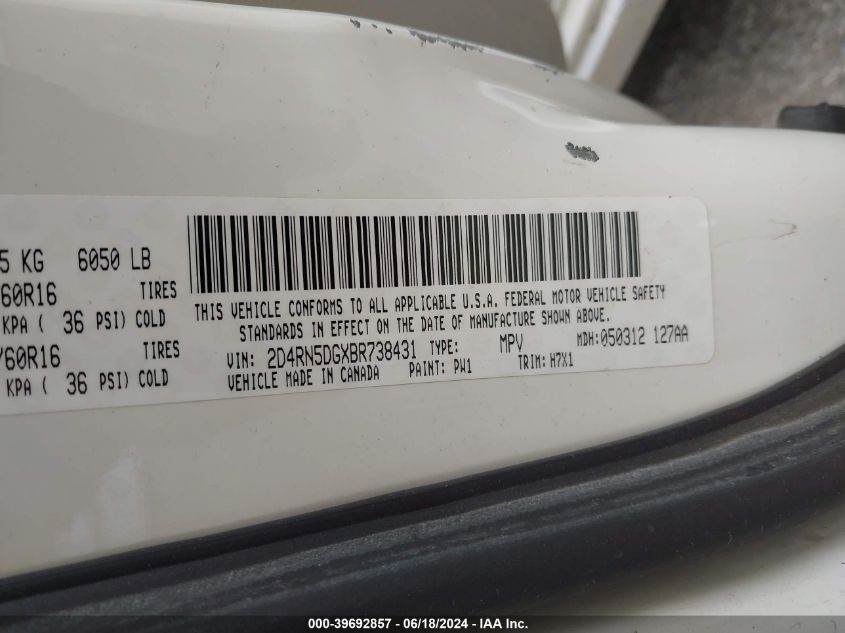 5 KG 6050 LB
60R16 TIRES
KPA ( 36 PSI) COLD
/60R16 TIRES
KPA ( 36 PSI) COLD
THIS VEHICLE CONFORMS TO ALL APPLICABLE U.S.A. FEDERAL MOTOR VEHICLE SAFETY
STANDARDS IN EFFECT ON THE DATE OF MANUFACTURE SHOWN ABOVE.
VIN: 2D4RN5DGXBR738431 TYPE: MPV MDH: 050312 127AA
VEHICLE MADE IN CANADA PAINT: PW1 TRIM: H7X1
000-39692857 - 06/18/2024 - IAA Inc.